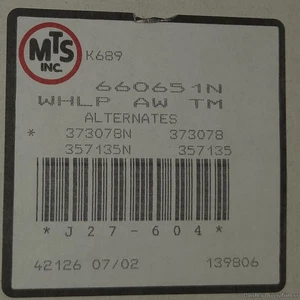 MTS
INC.
K689
660651N
WHLP AW TM
ALTERNATES
* 373078N 373078
357135N 357135
*J27-604*
42126 07/02 139806